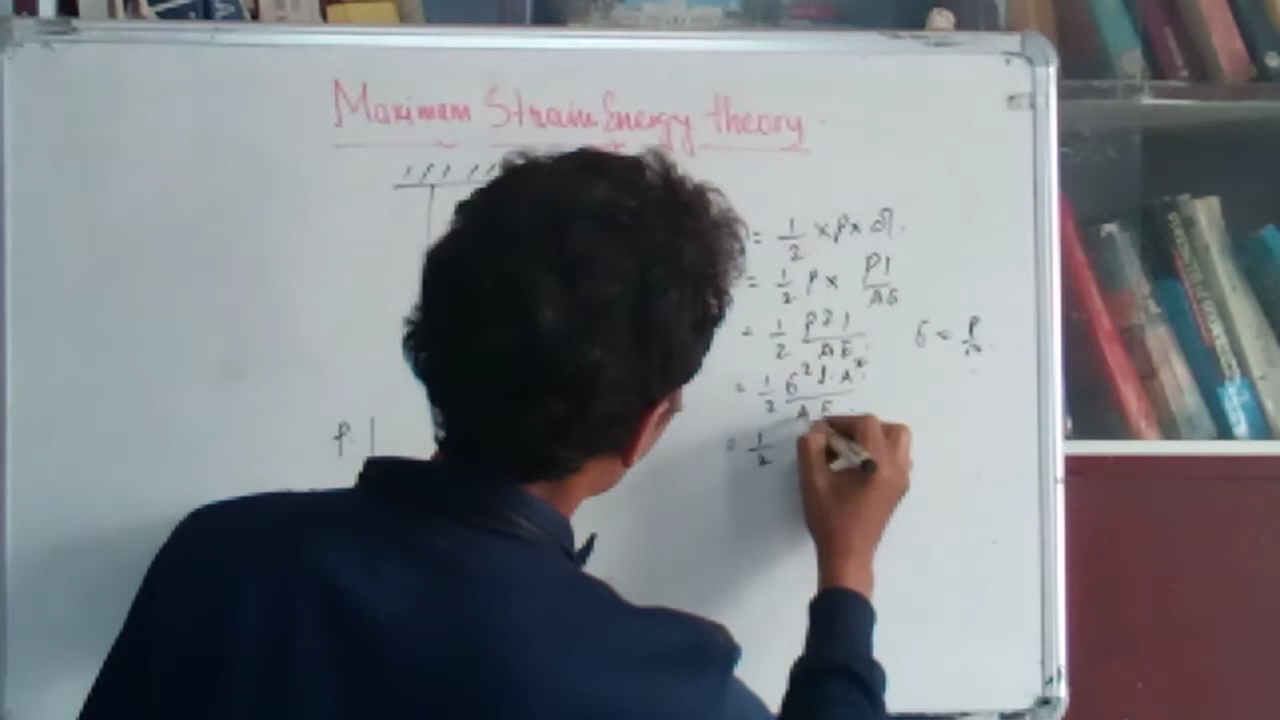 Maximum Strain Energy theory
= 1/2 × P × δl.
= 1/2 P × Pl/AE
= 1/2 P²l/AE σ = P/A
= 1/2 σ² l·A²/AE
= 1/2
P.